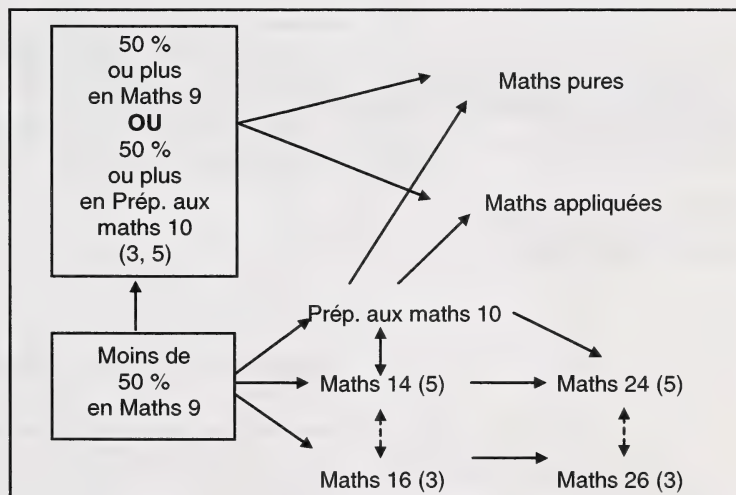 50 %
ou plus
en Maths 9
OU
50 %
ou plus
en Prép. aux
maths 10
(3, 5)
Maths pures
Maths appliquées
Prép. aux maths 10
Moins de
50 %
en Maths 9
Maths 14 (5)
Maths 24 (5)
Maths 16 (3)
Maths 26 (3)